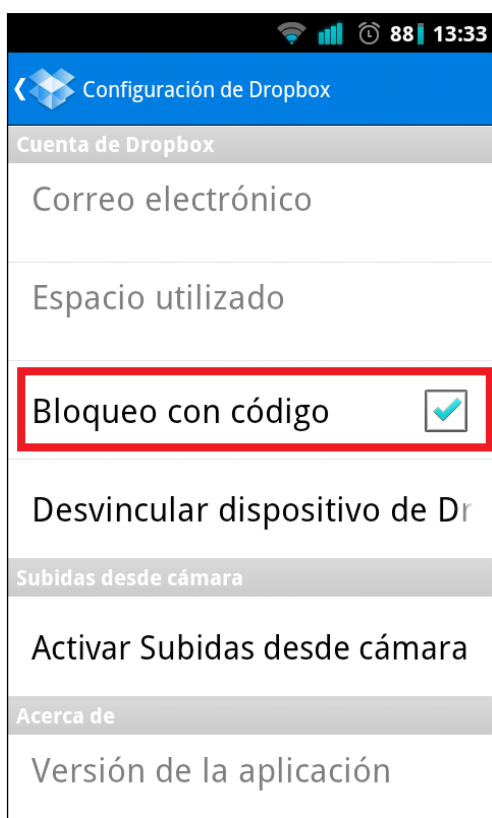 88 13:33
Configuración de Dropbox
Cuenta de Dropbox
Correo electrónico
Espacio utilizado
Bloqueo con código
Desvincular dispositivo de Dr
Subidas desde cámara
Activar Subidas desde cámara
Acerca de
Versión de la aplicación